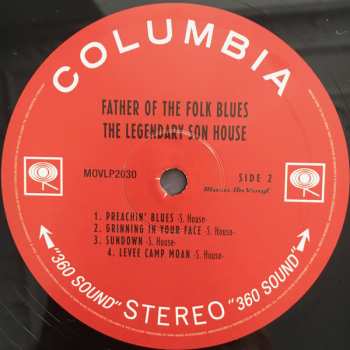 COLUMBIA
FATHER OF THE FOLK BLUES
THE LEGENDARY SON HOUSE
MOVLP2030
SIDE 2
Music On Vinyl
1. PREACHIN' BLUES -S. House-
2. GRINNING IN YOUR FACE -S. House-
3. SUNDOWN -S. House-
4. LEVEE CAMP MOAN -S. House-
"360 SOUND" STEREO "360 SOUND"